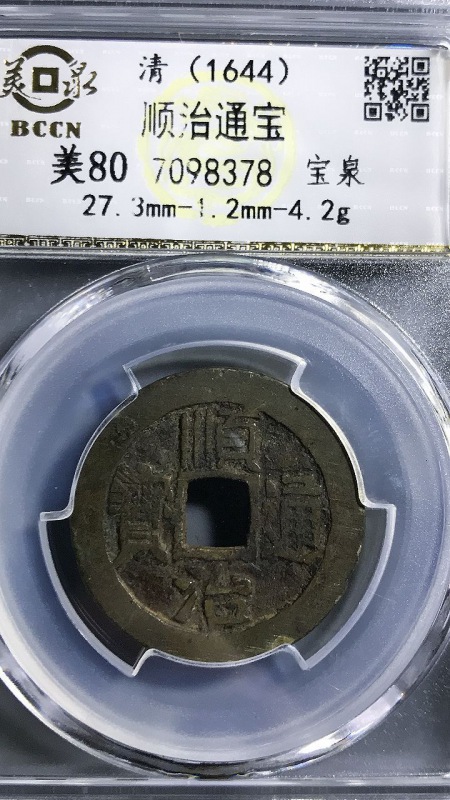 美泉
BCCN
清（1644）
顺治通宝
美80 7098378 宝泉
27.3mm-1.2mm-4.2g
順
寶 通
治